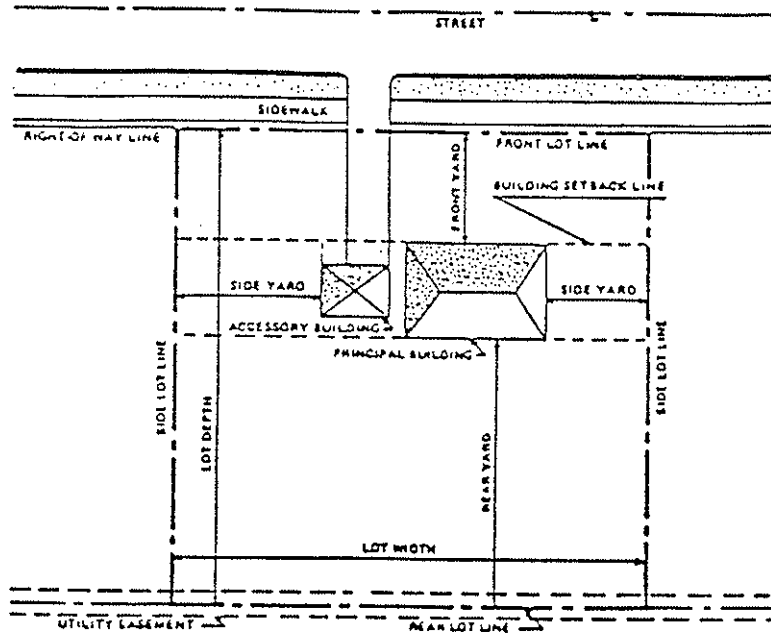 STREET
SIDEWALK
RIGHT-OF-WAY LINE
FRONT LOT LINE
FRONT YARD
BUILDING SETBACK LINE
SIDE YARD
SIDE YARD
ACCESSORY BUILDING
PRINCIPAL BUILDING
SIDE LOT LINE
LOT DEPTH
REAR YARD
SIDE LOT LINE
LOT WIDTH
UTILITY EASEMENT
REAR LOT LINE